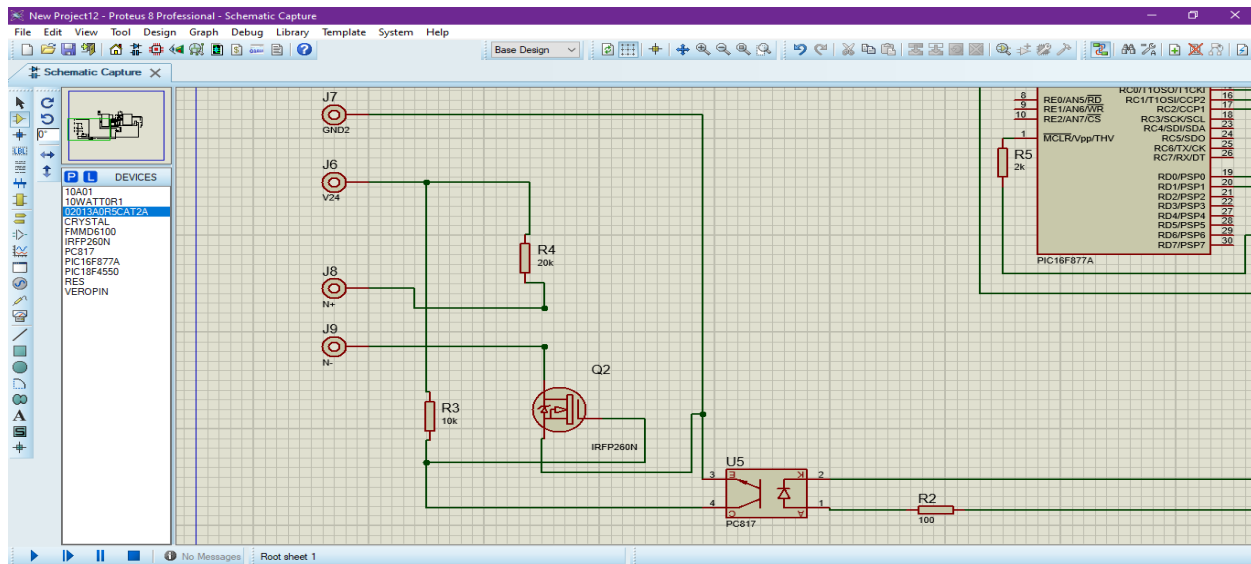 New Project12 - Proteus 8 Professional - Schematic Capture
File Edit View Tool Design Graph Debug Library Template System Help
Base Design
Schematic Capture
0°
LBL
P L DEVICES
10A01
10WATT0R1
02013A0R5CAT2A
CRYSTAL
FMMD6100
IRFP260N
PC817
PIC16F877A
PIC18F4550
RES
VEROPIN
A
S
J7
GND2
J6
V24
R4
20k
J8
N+
J9
N-
Q2
IRFP260N
R3
10k
U5
3 E K 2
4 C A 1
PC817
R2
100
R5
2k
RC0/T1OSO/T1CKI
8 RE0/AN5/RD RC1/T1OSI/CCP2 16
9 RE1/AN6/WR RC2/CCP1 17
10 RE2/AN7/CS RC3/SCK/SCL 18
RC4/SDI/SDA 23
1 MCLR/Vpp/THV RC5/SDO 24
RC6/TX/CK 25
RC7/RX/DT 26
RD0/PSP0 19
RD1/PSP1 20
RD2/PSP2 21
RD3/PSP3 22
RD4/PSP4 27
RD5/PSP5 28
RD6/PSP6 29
RD7/PSP7 30
PIC16F877A
No Messages Root sheet 1